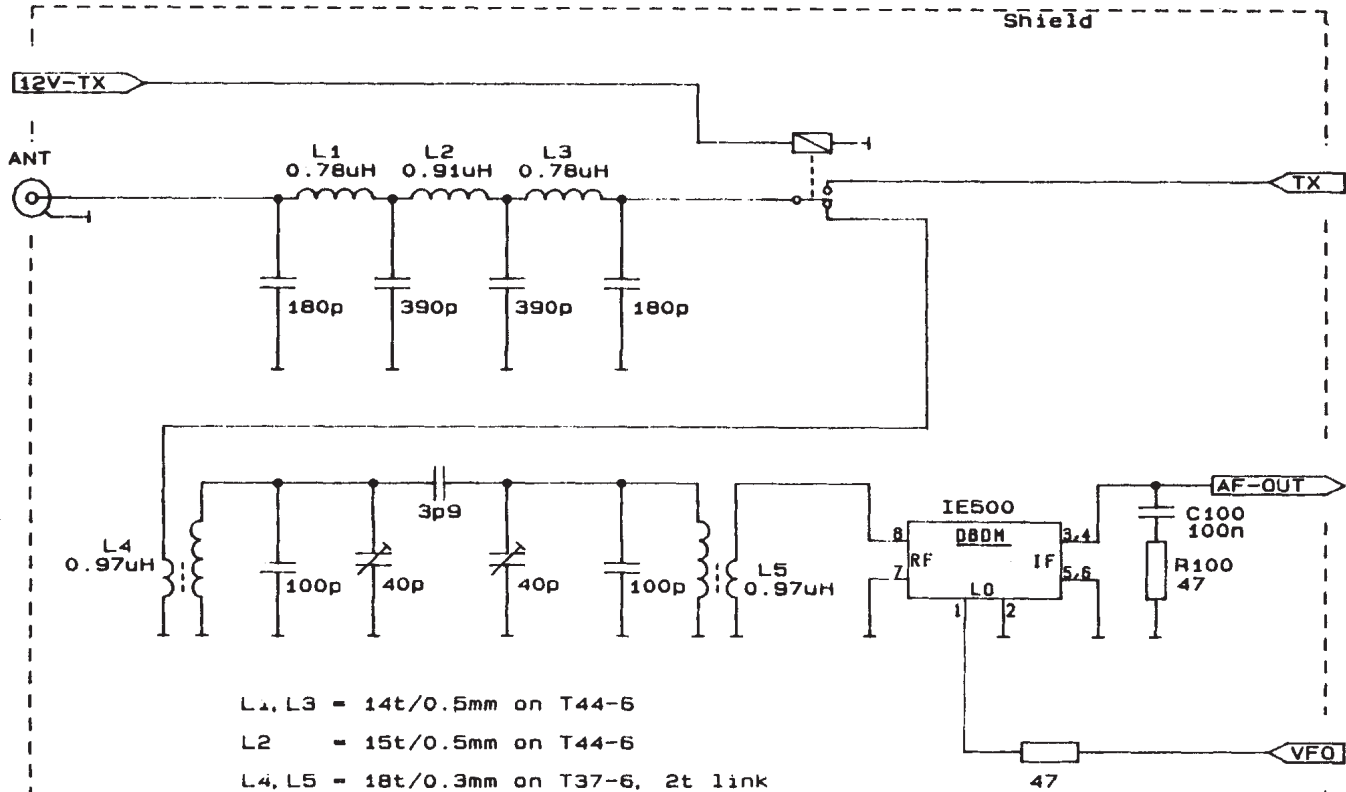 Shield
12V-TX
ANT
L1
0.78uH
L2
0.91uH
L3
0.78uH
TX
180p
390p
390p
180p
3p9
L4
0.97uH
100p
40p
40p
100p
L5
0.97uH
IE500
DBDM
8
7
RF
IF
LO
3,4
5,6
1
2
AF-OUT
C100
100n
R100
47
L1,L3 = 14t/0.5mm on T44-6
L2 = 15t/0.5mm on T44-6
L4,L5 = 18t/0.3mm on T37-6, 2t link
47
VFO